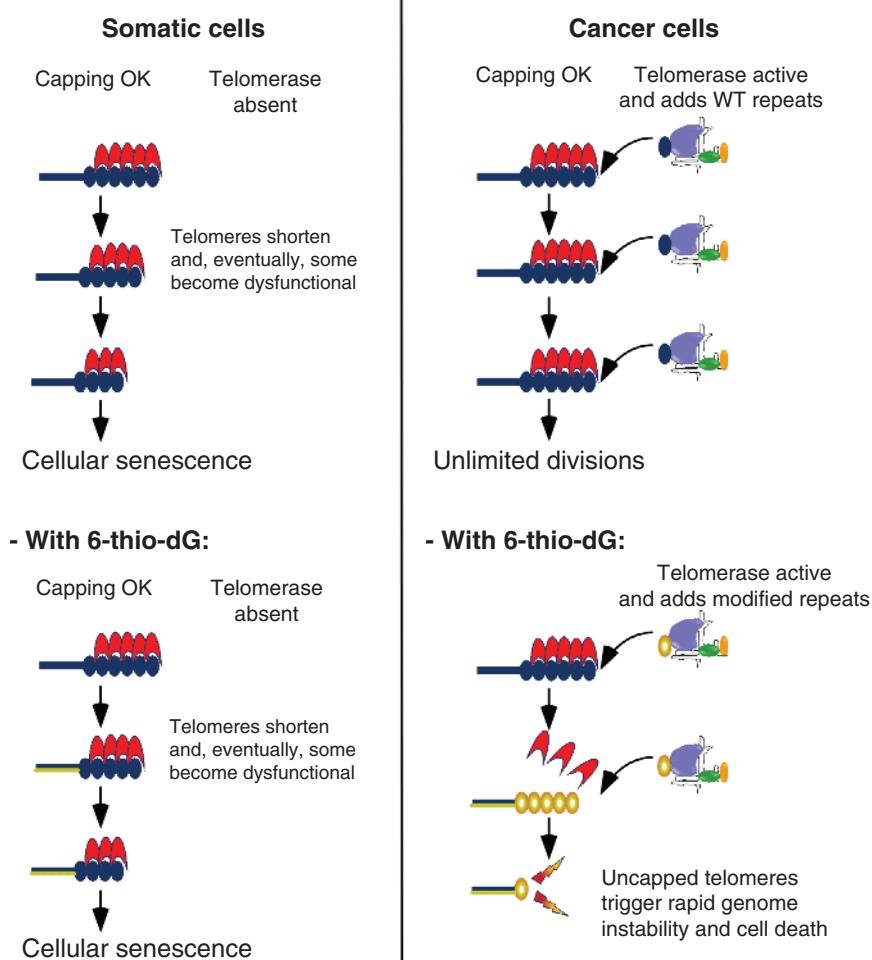 Somatic cells
Capping OK
Telomerase
absent
Telomeres shorten
and, eventually, some
become dysfunctional
Cellular senescence
Cancer cells
Capping OK
Telomerase active
and adds WT repeats
Unlimited divisions
- With 6-thio-dG:
Capping OK
Telomerase
absent
Telomeres shorten
and, eventually, some
become dysfunctional
Cellular senescence
- With 6-thio-dG:
Telomerase active
and adds modified repeats
Uncapped telomeres
trigger rapid genome
instability and cell death